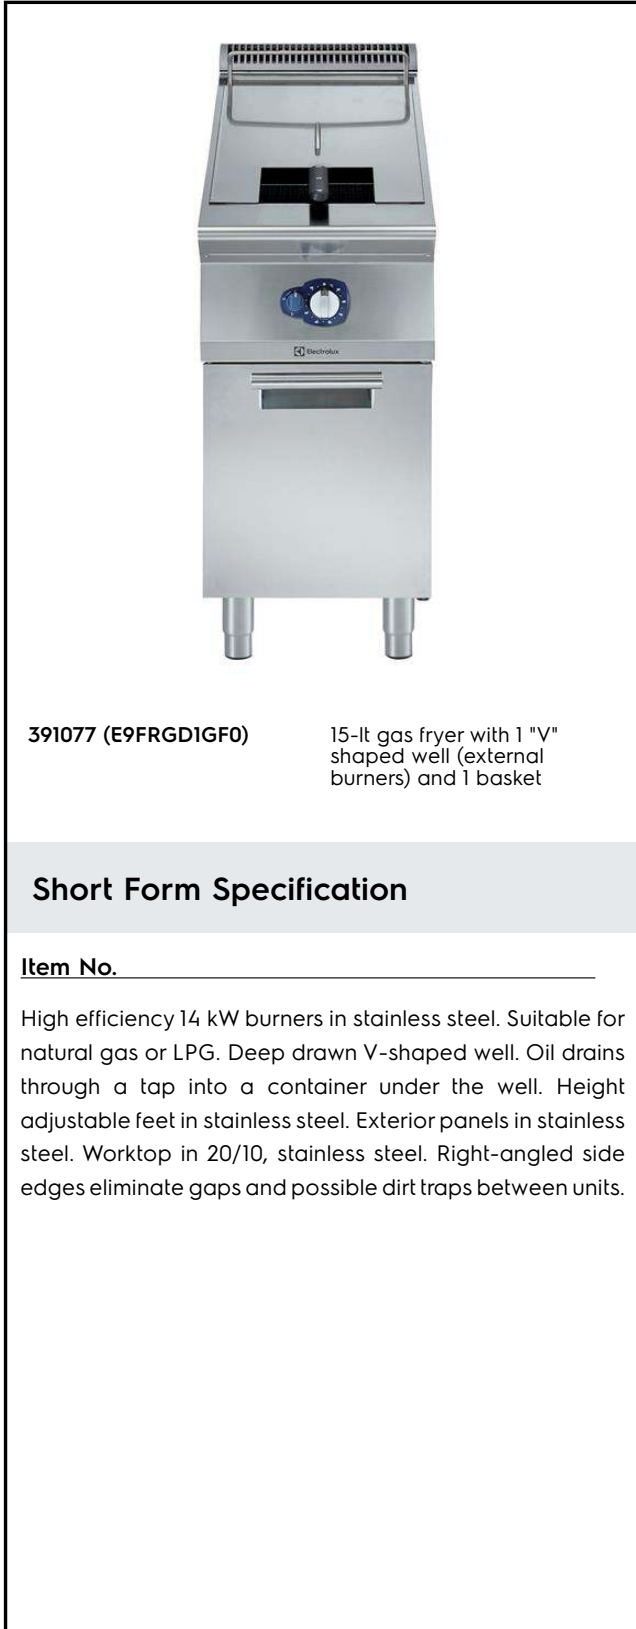 Electrolux
391077 (E9FRGD1GF0)
15-lt gas fryer with 1 "V"
shaped well (external
burners) and 1 basket
Short Form Specification
Item No.
High efficiency 14 kW burners in stainless steel. Suitable for
natural gas or LPG. Deep drawn V-shaped well. Oil drains
through a tap into a container under the well. Height
adjustable feet in stainless steel. Exterior panels in stainless
steel. Worktop in 20/10, stainless steel. Right-angled side
edges eliminate gaps and possible dirt traps between units.